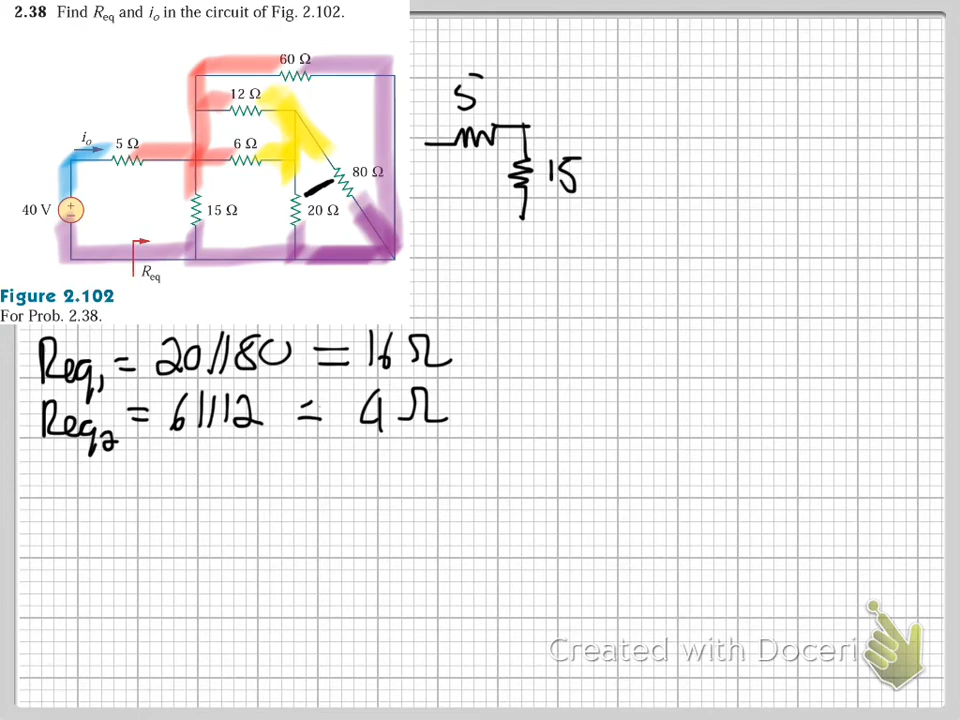 2.38 Find Req and io in the circuit of Fig. 2.102.
60 Ω
12 Ω
io
5 Ω
6 Ω
80 Ω
40 V
+
−
15 Ω
20 Ω
Req
Figure 2.102
For Prob. 2.38.
5
15
Req1 = 20//80 = 16 Ω
Req2 = 6//12 = 4 Ω
Created with Doceri